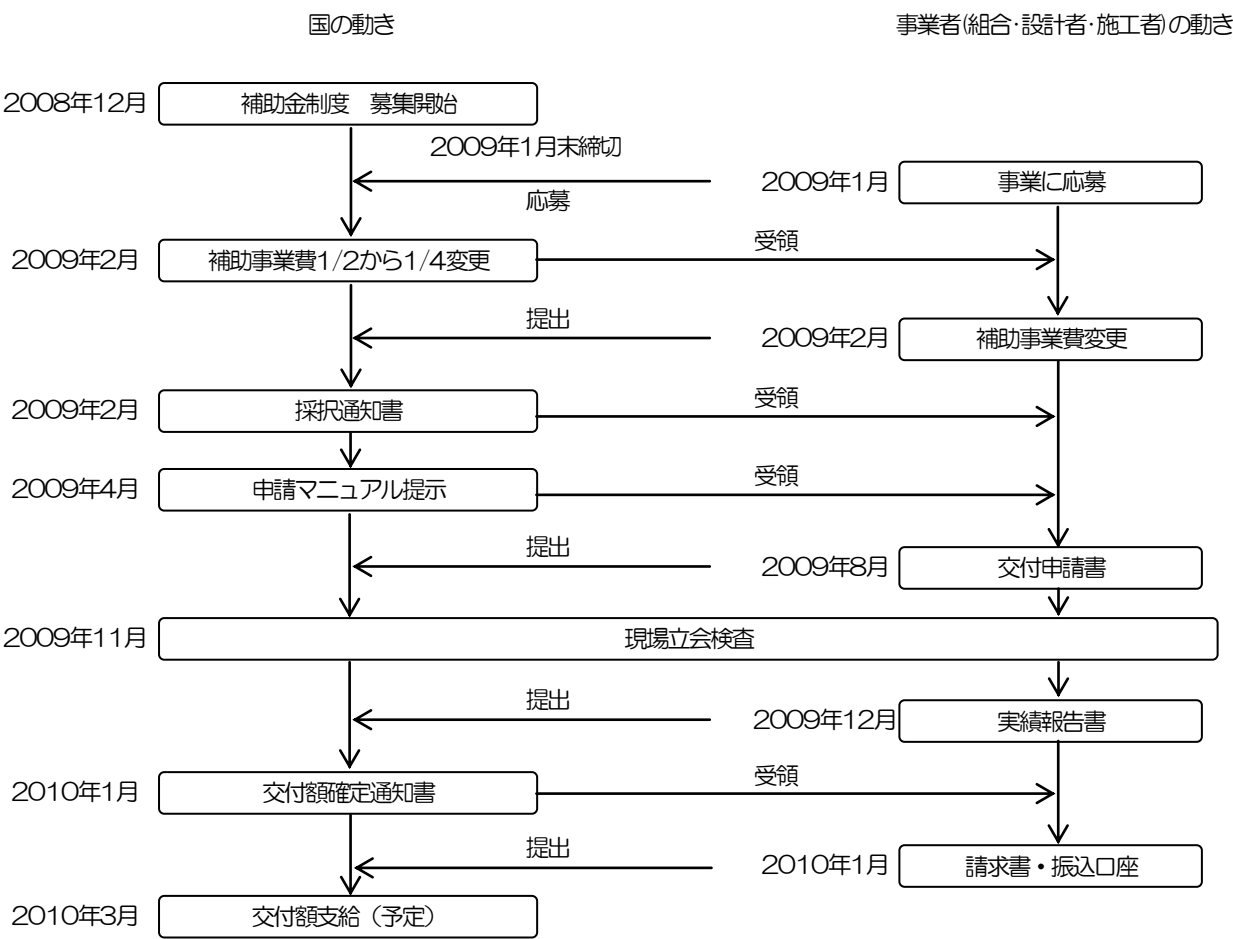 国の動き
事業者(組合・設計者・施工者)の動き
2008年12月
補助金制度　募集開始
2009年1月末締切
応募
2009年1月
事業に応募
2009年2月
補助事業費1/2から1/4変更
受領
提出
2009年2月
補助事業費変更
2009年2月
採択通知書
受領
2009年4月
申請マニュアル提示
受領
提出
2009年8月
交付申請書
2009年11月
現場立会検査
提出
2009年12月
実績報告書
2010年1月
交付額確定通知書
受領
提出
2010年1月
請求書・振込口座
2010年3月
交付額支給（予定）